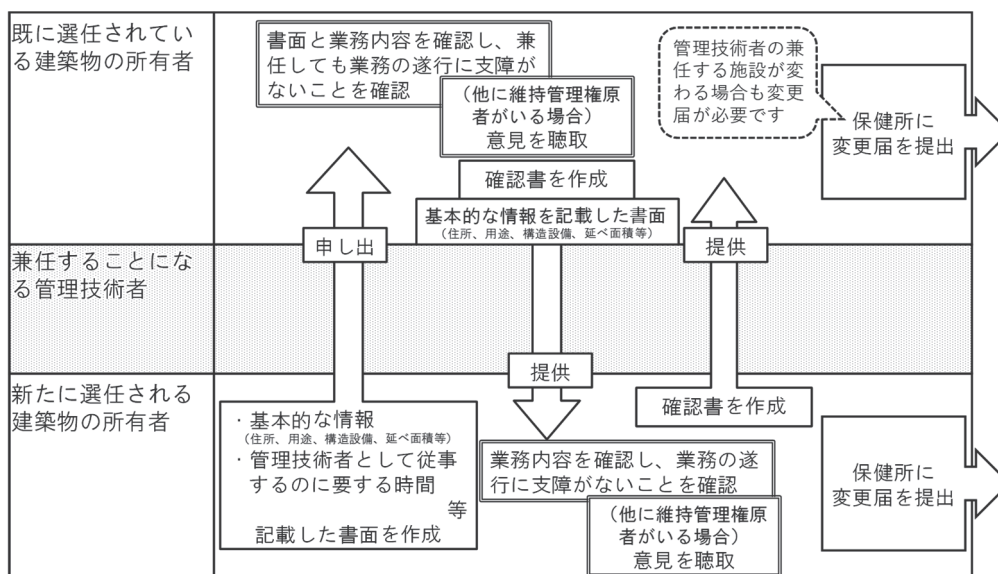 既に選任されてい
る建築物の所有者
書面と業務内容を確認し、兼
任しても業務の遂行に支障が
ないことを確認
（他に維持管理権原
者がいる場合）
意見を聴取
確認書を作成
基本的な情報を記載した書面
（住所、用途、構造設備、延べ面積等）
管理技術者の兼
任する施設が変
わる場合も変更
届が必要です
保健所に
変更届を提出
申し出
提供
兼任することにな
る管理技術者
新たに選任される
建築物の所有者
・基本的な情報
（住所、用途、構造設備、延べ面積等）
・管理技術者として従事
するのに要する時間
等
記載した書面を作成
提供
業務内容を確認し、業務の遂
行に支障がないことを確認
（他に維持管理権原
者がいる場合）
意見を聴取
確認書を作成
保健所に
変更届を提出